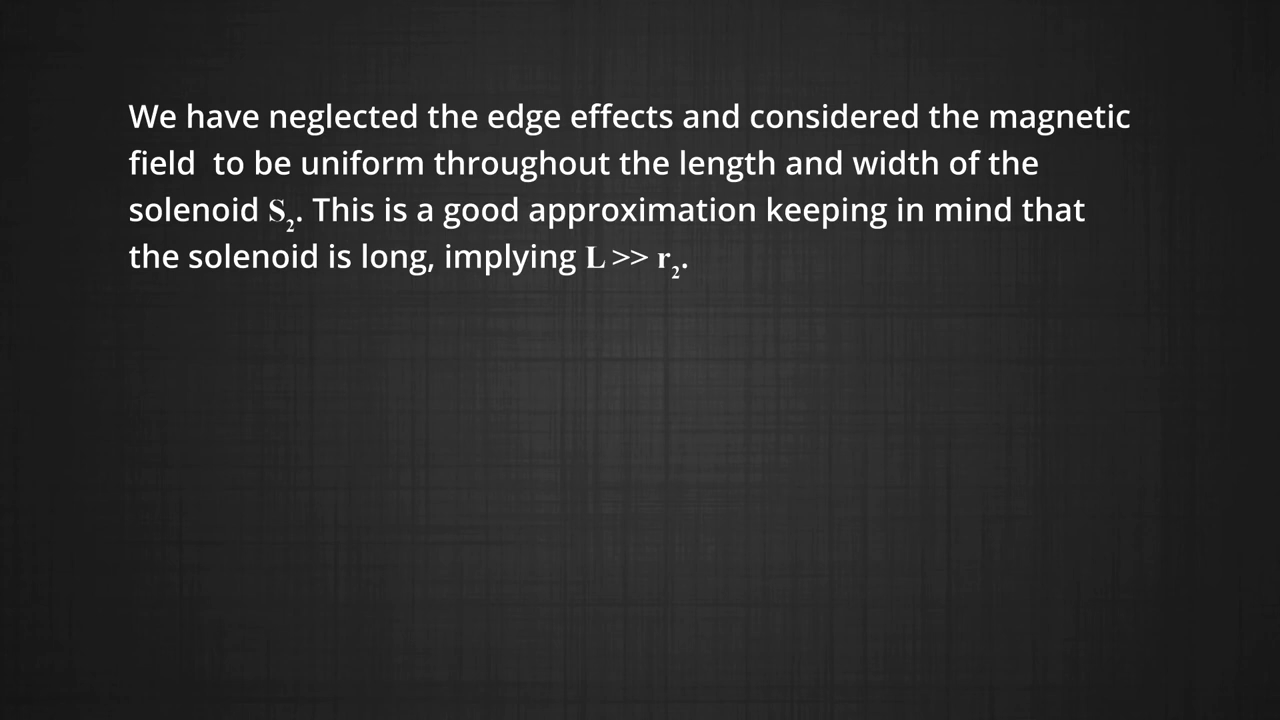 We have neglected the edge effects and considered the magnetic
field to be uniform throughout the length and width of the
solenoid S₂. This is a good approximation keeping in mind that
the solenoid is long, implying L >> r₂.